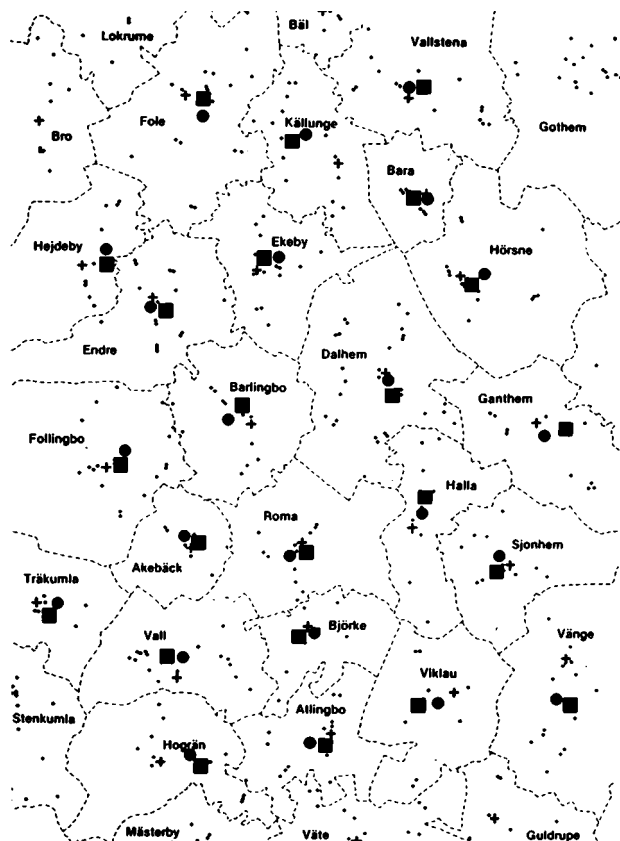 Bäl
Lokrume
Vallstena
Fole
Källunge
Gothem
Bro
Bara
Hejdeby
Ekeby
Hörsne
Endre
Dalhem
Barlingbo
Ganthem
Follingbo
Halla
Roma
Sjonhem
Akebäck
Träkumla
Björke
Vall
Vänge
Viklau
Atlingbo
Stenkumla
Hogrän
Mästerby
Väte
Guldrupe